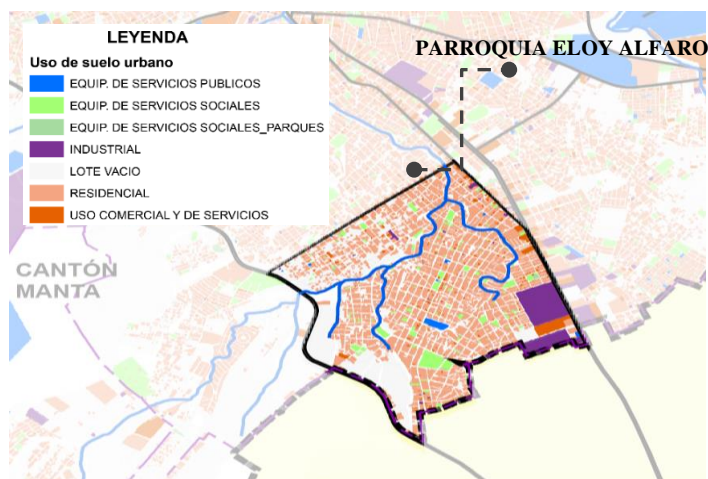 LEYENDA
PARROQUIA ELOY ALFARO
Uso de suelo urbano
EQUIP. DE SERVICIOS PUBLICOS
EQUIP. DE SERVICIOS SOCIALES
EQUIP. DE SERVICIOS SOCIALES_PARQUES
INDUSTRIAL
LOTE VACIO
RESIDENCIAL
USO COMERCIAL Y DE SERVICIOS
CANTÓN
MANTA